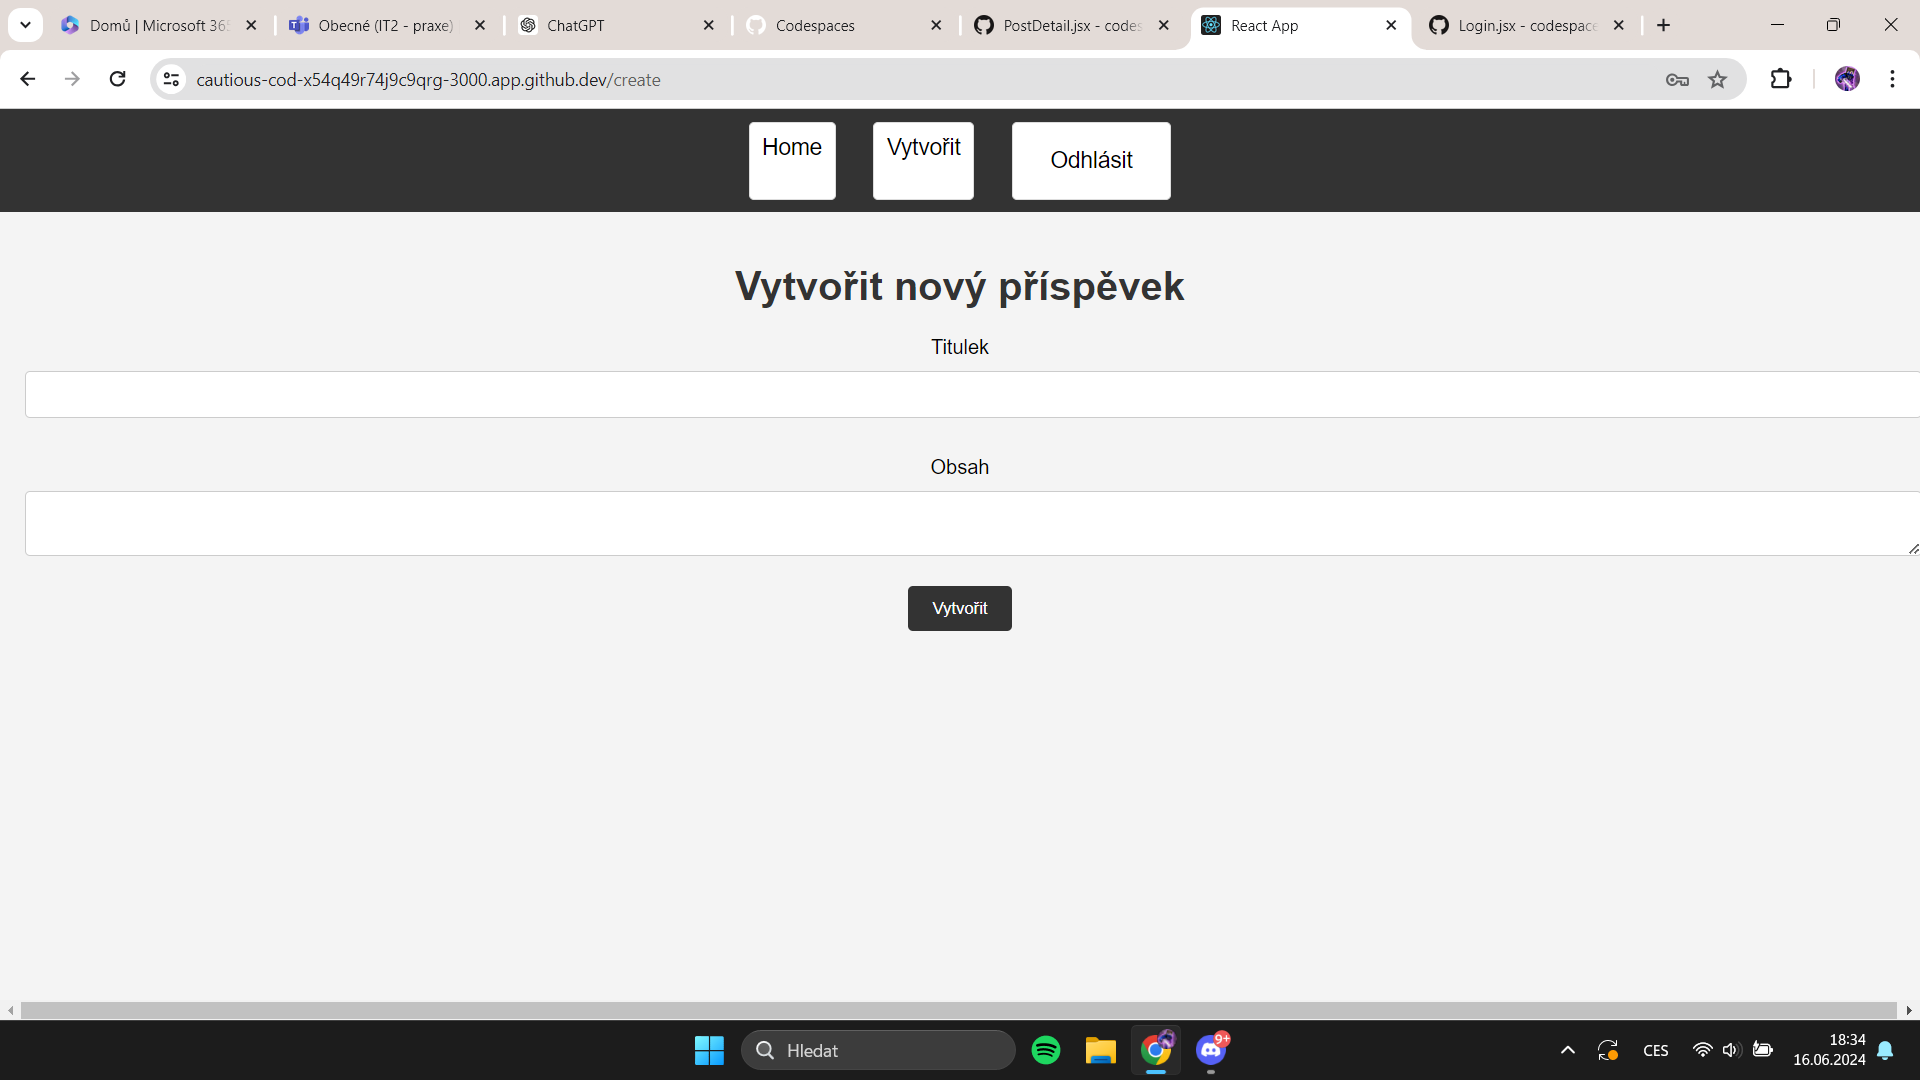 Domů | Microsoft 365
Obecné (IT2 - praxe)
ChatGPT
Codespaces
PostDetail.jsx - codes
React App
Login.jsx - codespace
cautious-cod-x54q49r74j9c9qrg-3000.app.github.dev/create
Home
Vytvořit
Odhlásit
Vytvořit nový příspěvek
Titulek
Obsah
Vytvořit
Hledat
9+
CES
18:34
16.06.2024